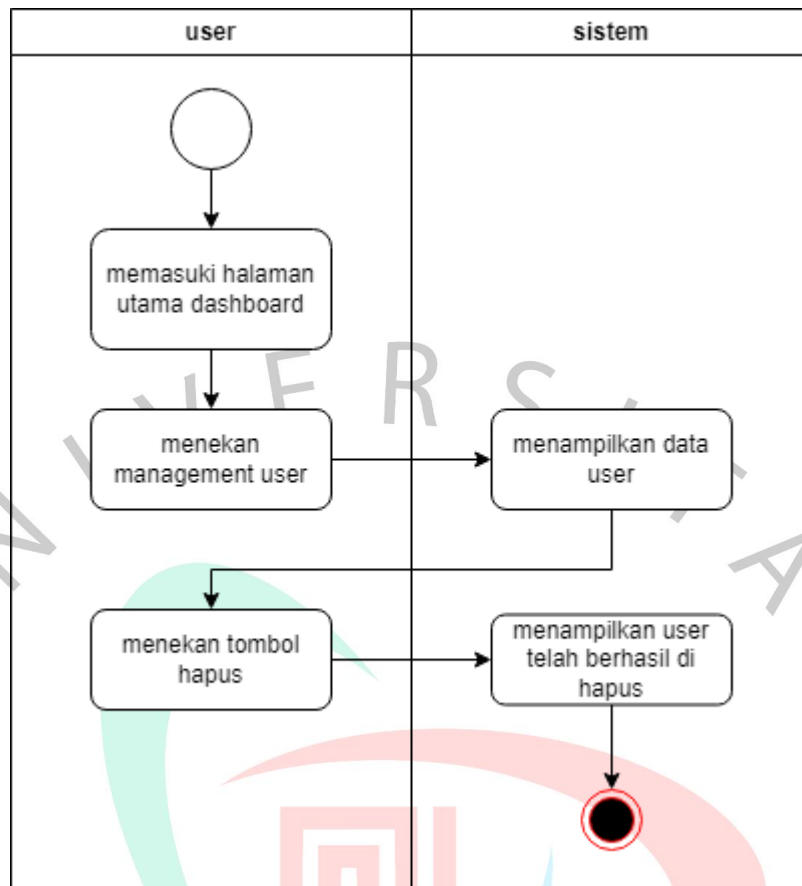 user
sistem
memasuki halaman
utama dashboard
menekan
management user
menampilkan data
user
menekan tombol
hapus
menampilkan user
telah berhasil di
hapus
NIVERSITA